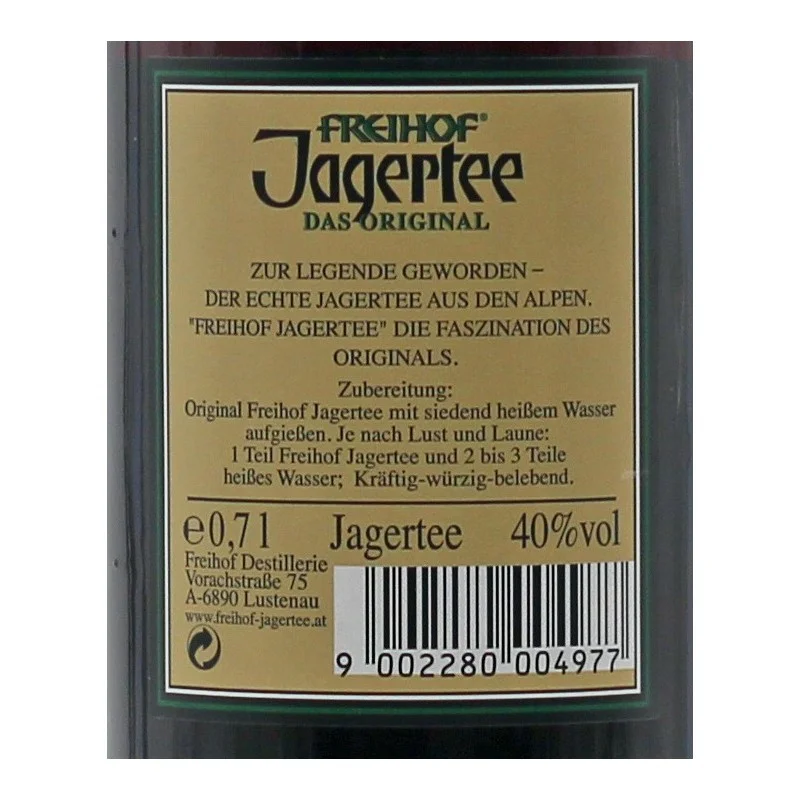 FREIHOF®
Jagertee
DAS ORIGINAL
ZUR LEGENDE GEWORDEN –
DER ECHTE JAGERTEE AUS DEN ALPEN.
"FREIHOF JAGERTEE" DIE FASZINATION DES
ORIGINALS.
Zubereitung:
Original Freihof Jagertee mit siedend heißem Wasser
aufgießen. Je nach Lust und Laune:
1 Teil Freihof Jagertee und 2 bis 3 Teile
heißes Wasser; Kräftig-würzig-belebend.
℮0,7 l Jagertee 40%vol
Freihof Destillerie
Vorachstraße 75
A-6890 Lustenau
www.freihof-jagertee.at
9 002280 004977